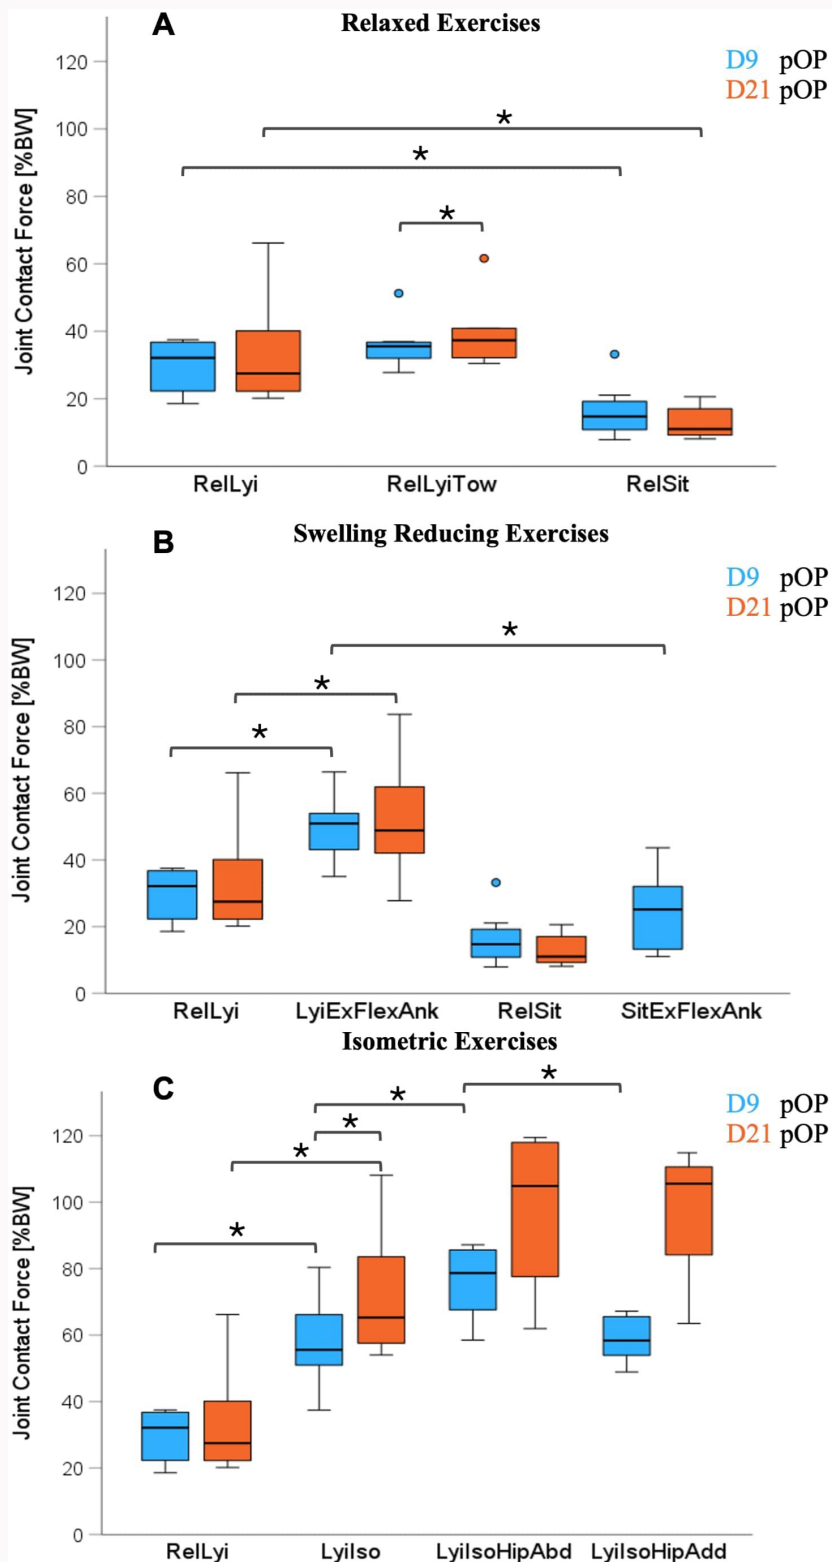 A
Relaxed Exercises
D9 pOP
D21 pOP
Joint Contact Force [%BW]
120
100
80
60
40
20
0
*
*
*
RelLyi
RelLyiTow
RelSit
B
Swelling Reducing Exercises
D9 pOP
D21 pOP
Joint Contact Force [%BW]
120
100
80
60
40
20
0
*
*
*
RelLyi
LyiExFlexAnk
RelSit
SitExFlexAnk
Isometric Exercises
C
D9 pOP
D21 pOP
Joint Contact Force [%BW]
120
100
80
60
40
20
0
*
*
*
*
*
RelLyi
LyiIso
LyiIsoHipAbd
LyiIsoHipAdd